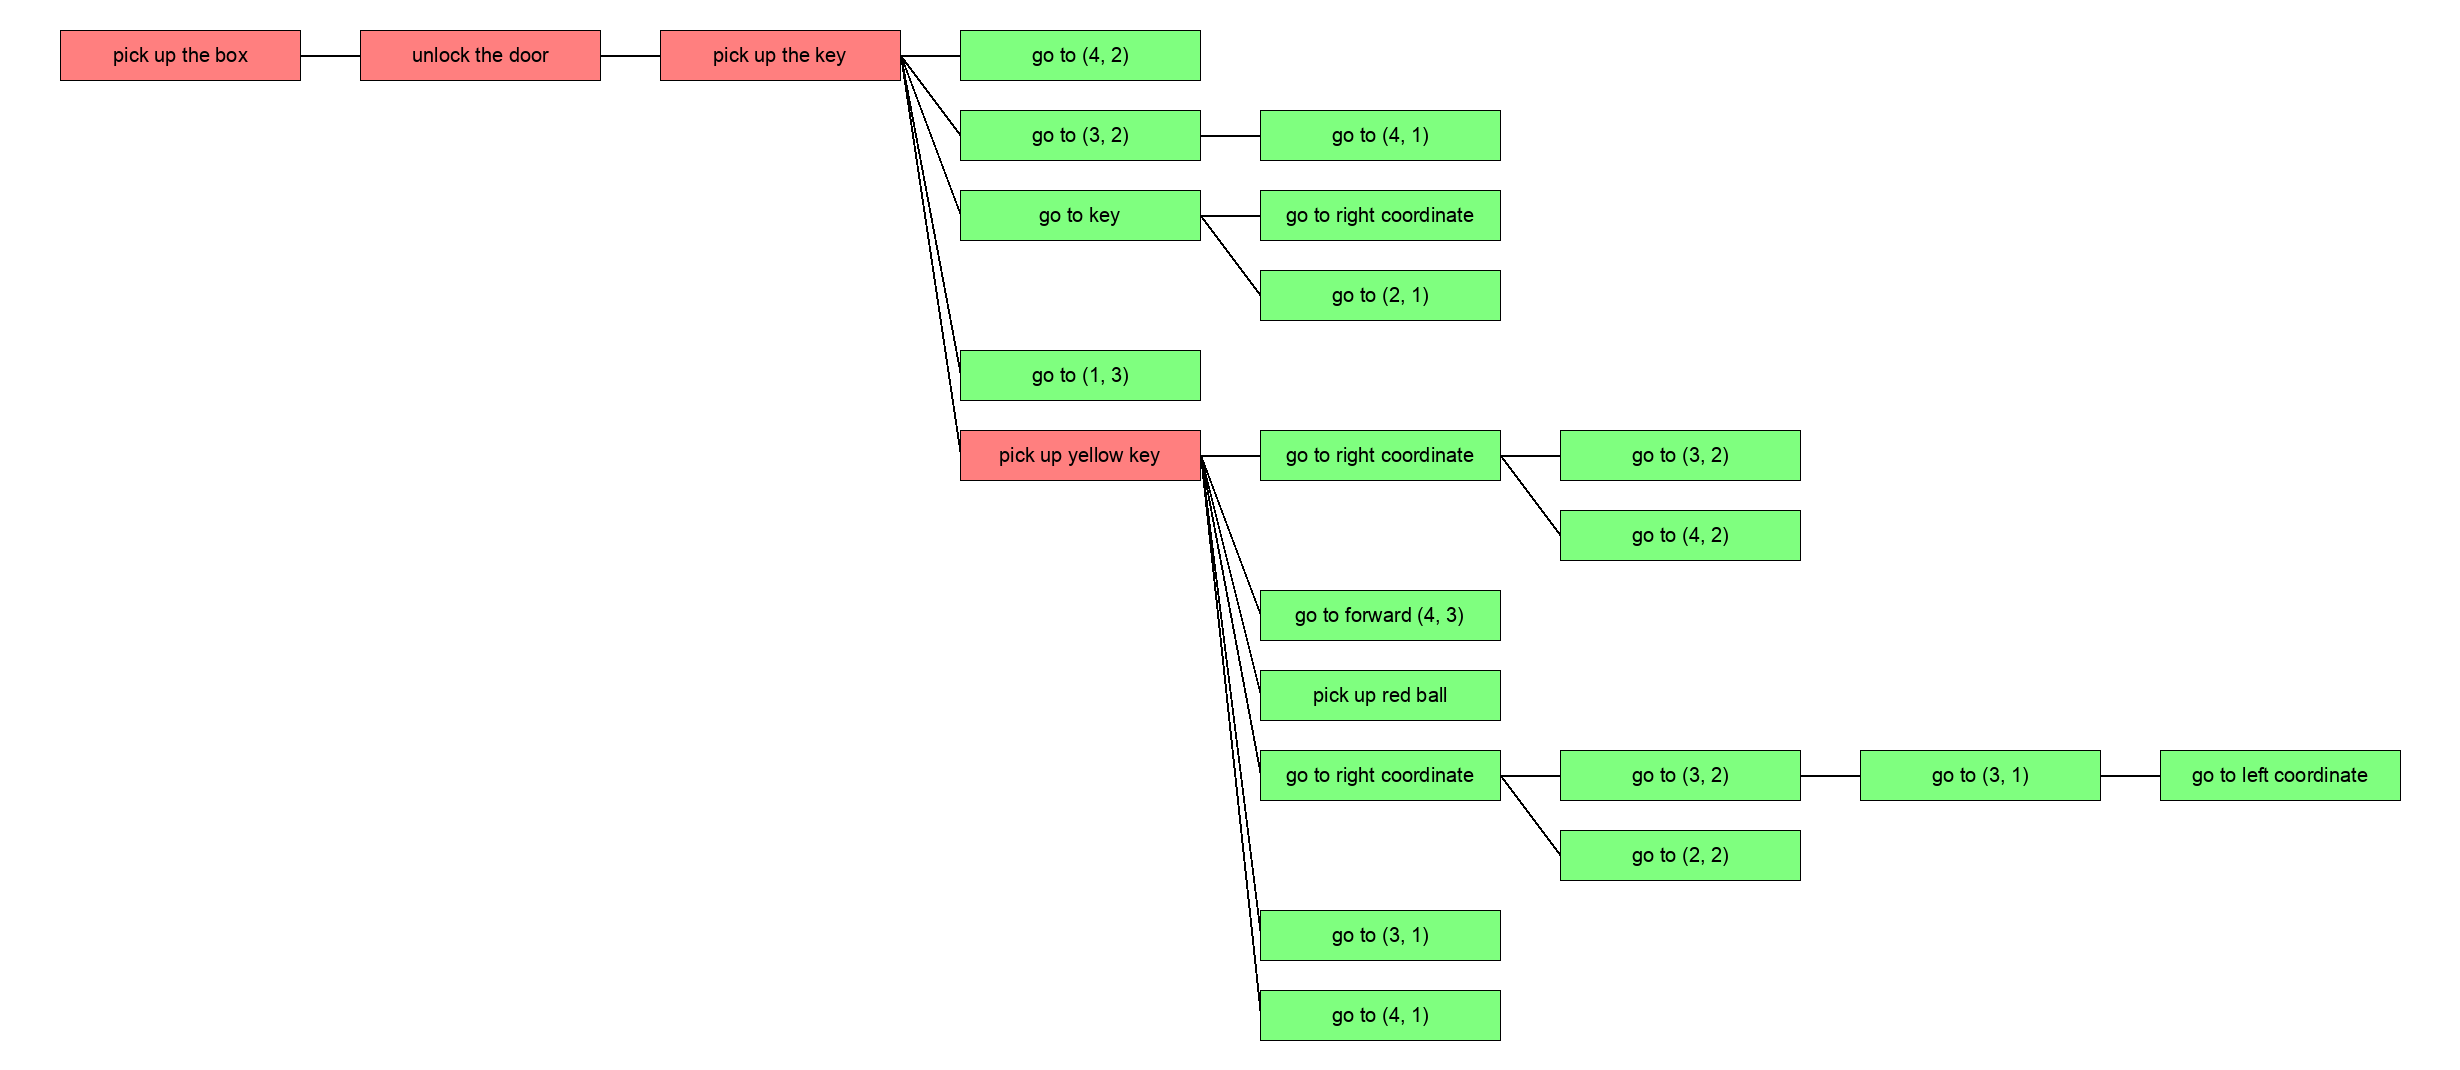 pick up the box
unlock the door
pick up the key
go to (4, 2)
go to (3, 2)
go to (4, 1)
go to key
go to right coordinate
go to (2, 1)
go to (1, 3)
pick up yellow key
go to right coordinate
go to (3, 2)
go to (4, 2)
go to forward (4, 3)
pick up red ball
go to right coordinate
go to (3, 2)
go to (3, 1)
go to left coordinate
go to (2, 2)
go to (3, 1)
go to (4, 1)